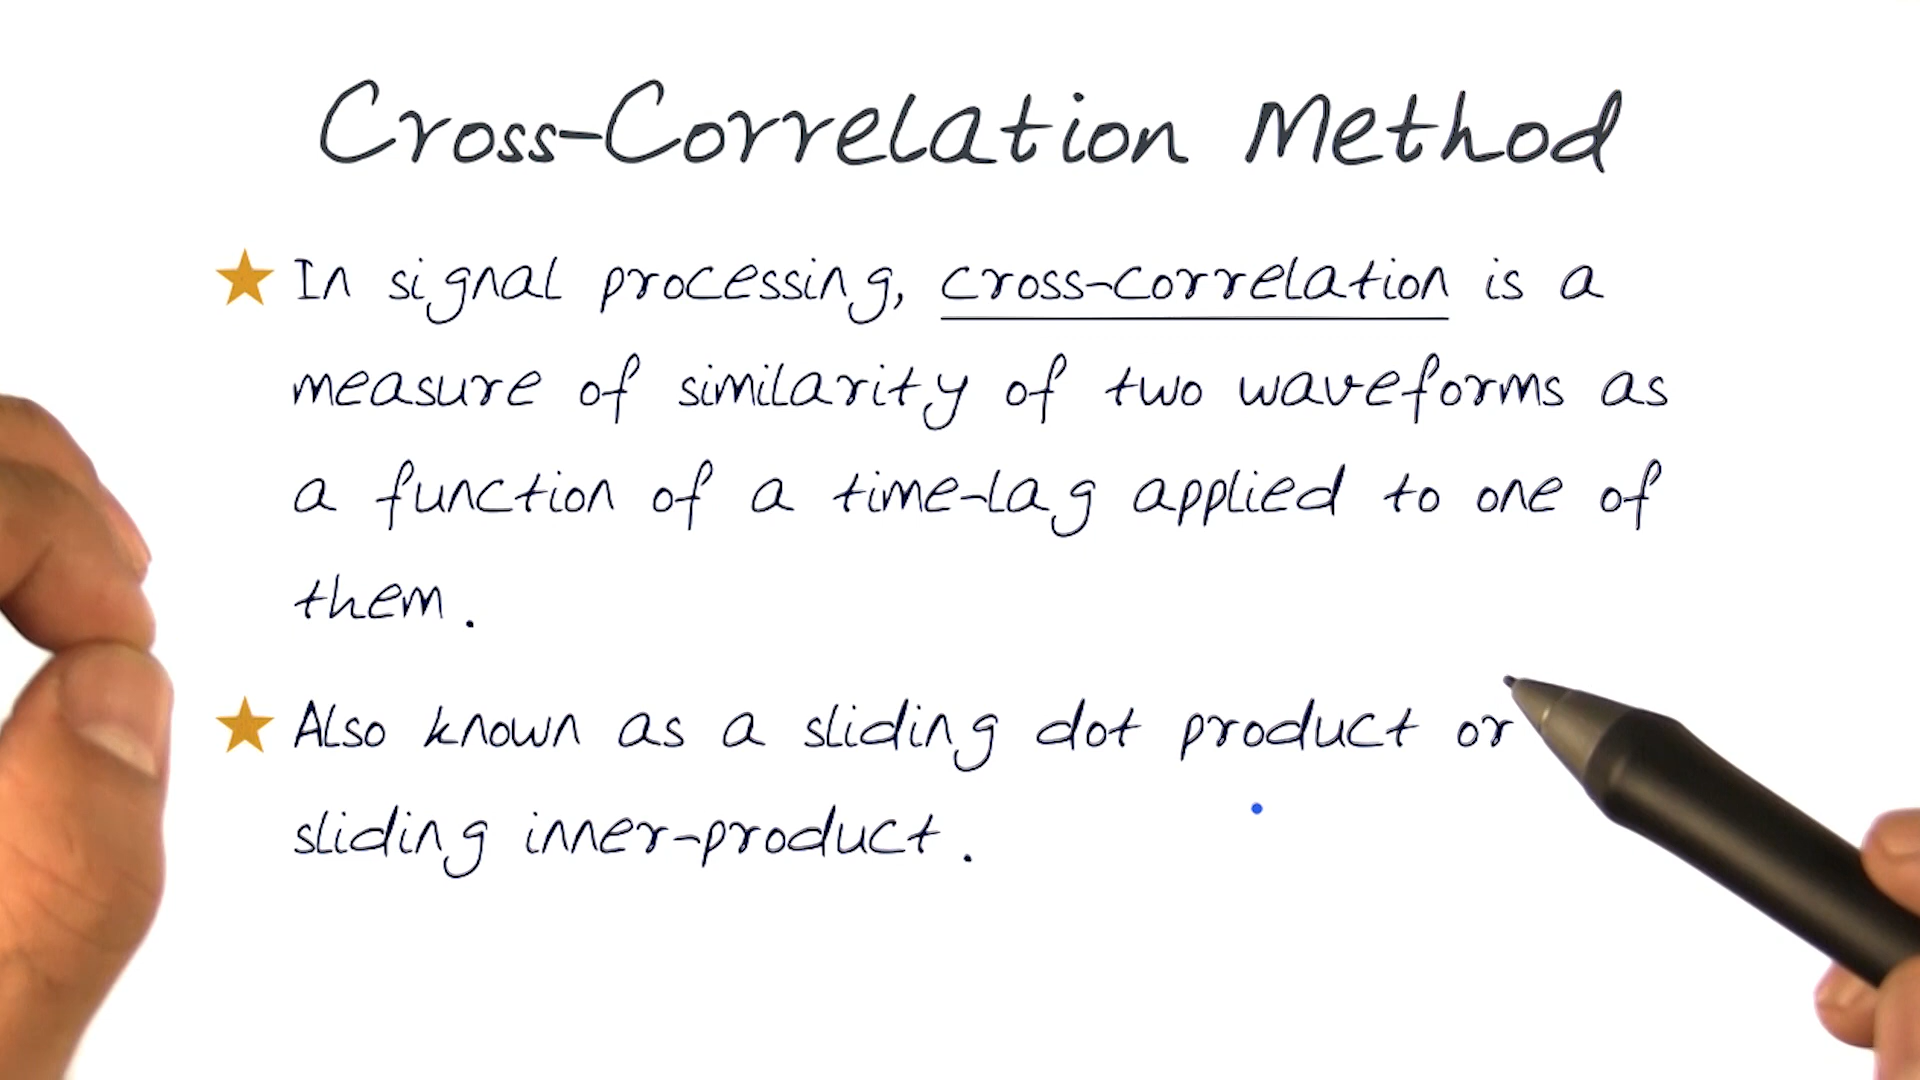 Cross-Correlation Method
In signal processing, cross-correlation is a
measure of similarity of two waveforms as
a function of a time-lag applied to one of
them.
Also known as a sliding dot product or
sliding inner-product.